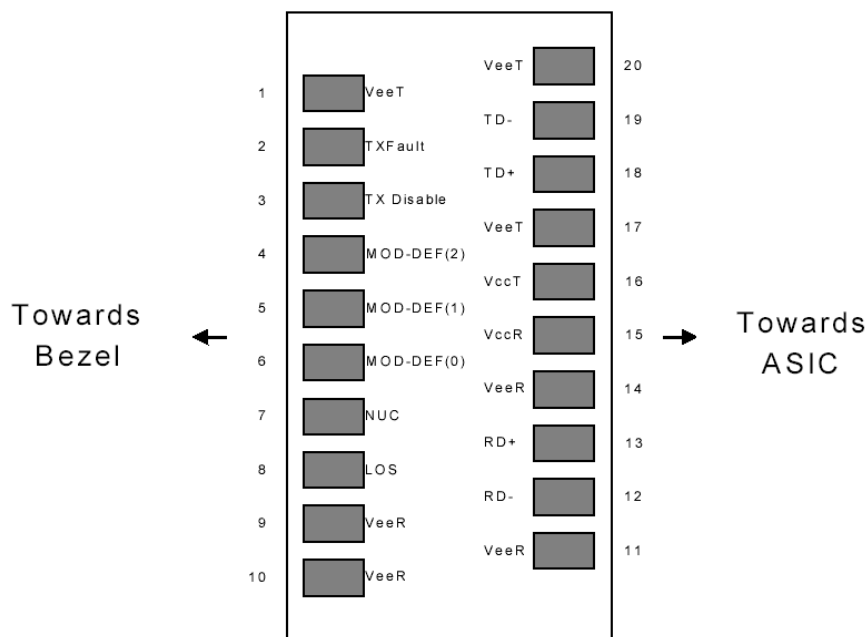 VeeT 20
1 VeeT
TD- 19
2 TXFault
TD+ 18
3 TX Disable
VeeT 17
4 MOD-DEF(2)
VccT 16
5 MOD-DEF(1)
Towards
Bezel
VccR 15
Towards
ASIC
6 MOD-DEF(0)
VeeR 14
7 NUC
RD+ 13
8 LOS
RD- 12
9 VeeR
VeeR 11
10 VeeR